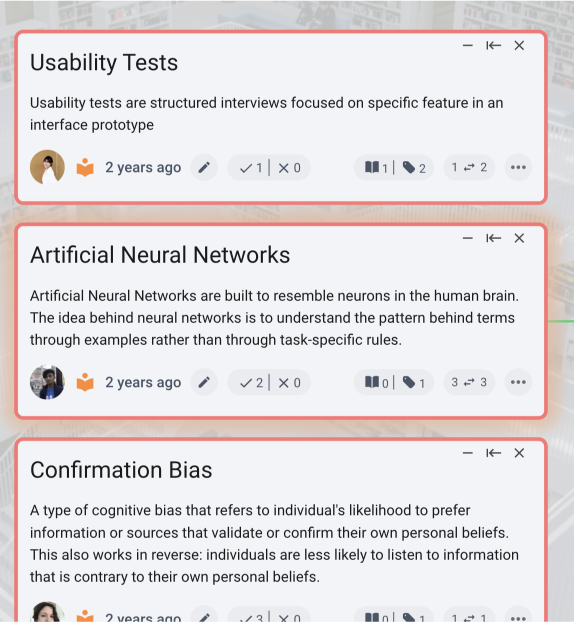 Usability Tests
Usability tests are structured interviews focused on specific feature in an
interface prototype
2 years ago 1 | 0 1 | 2 1 2
Artificial Neural Networks
Artificial Neural Networks are built to resemble neurons in the human brain.
The idea behind neural networks is to understand the pattern behind terms
through examples rather than through task-specific rules.
2 years ago 2 | 0 0 | 1 3 3
Confirmation Bias
A type of cognitive bias that refers to individual's likelihood to prefer
information or sources that validate or confirm their own personal beliefs.
This also works in reverse: individuals are less likely to listen to information
that is contrary to their own personal beliefs.
2 years ago 3 | 0 0 | 1 1 1